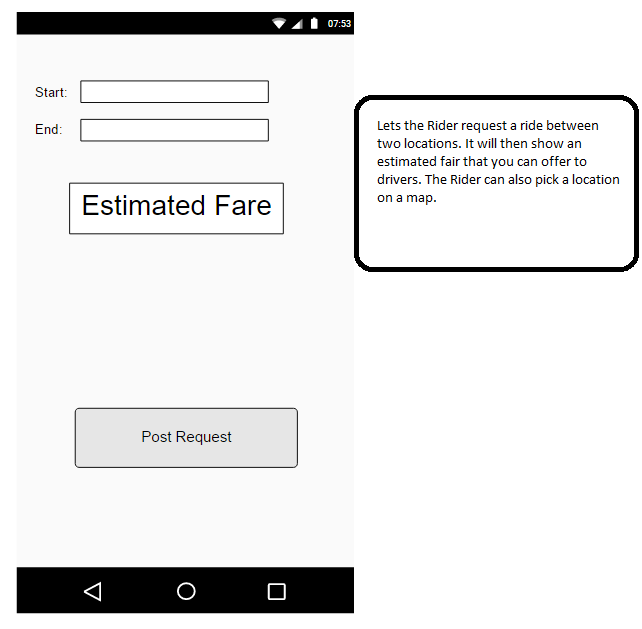 07:53
Start:
End:
Estimated Fare
Post Request
Lets the Rider request a ride between
two locations. It will then show an
estimated fair that you can offer to
drivers. The Rider can also pick a location
on a map.